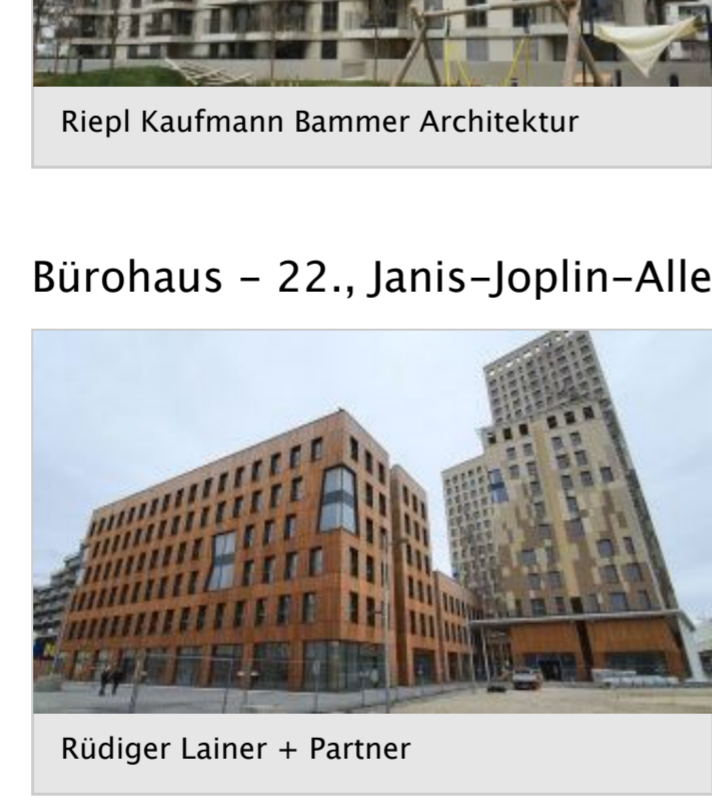 Riepl Kaufmann Bammer Architektur
Bürohaus – 22., Janis-Joplin-Alle
Rüdiger Lainer + Partner